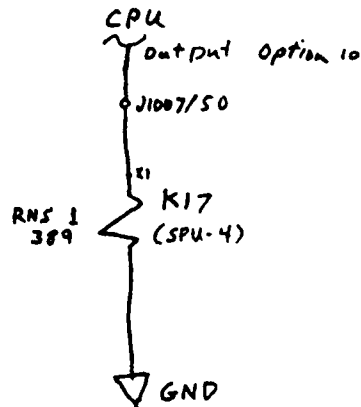 CPU
Output Option 10
J1007/50
X1
RNS 1 K17
389 (SPU-4)
GND